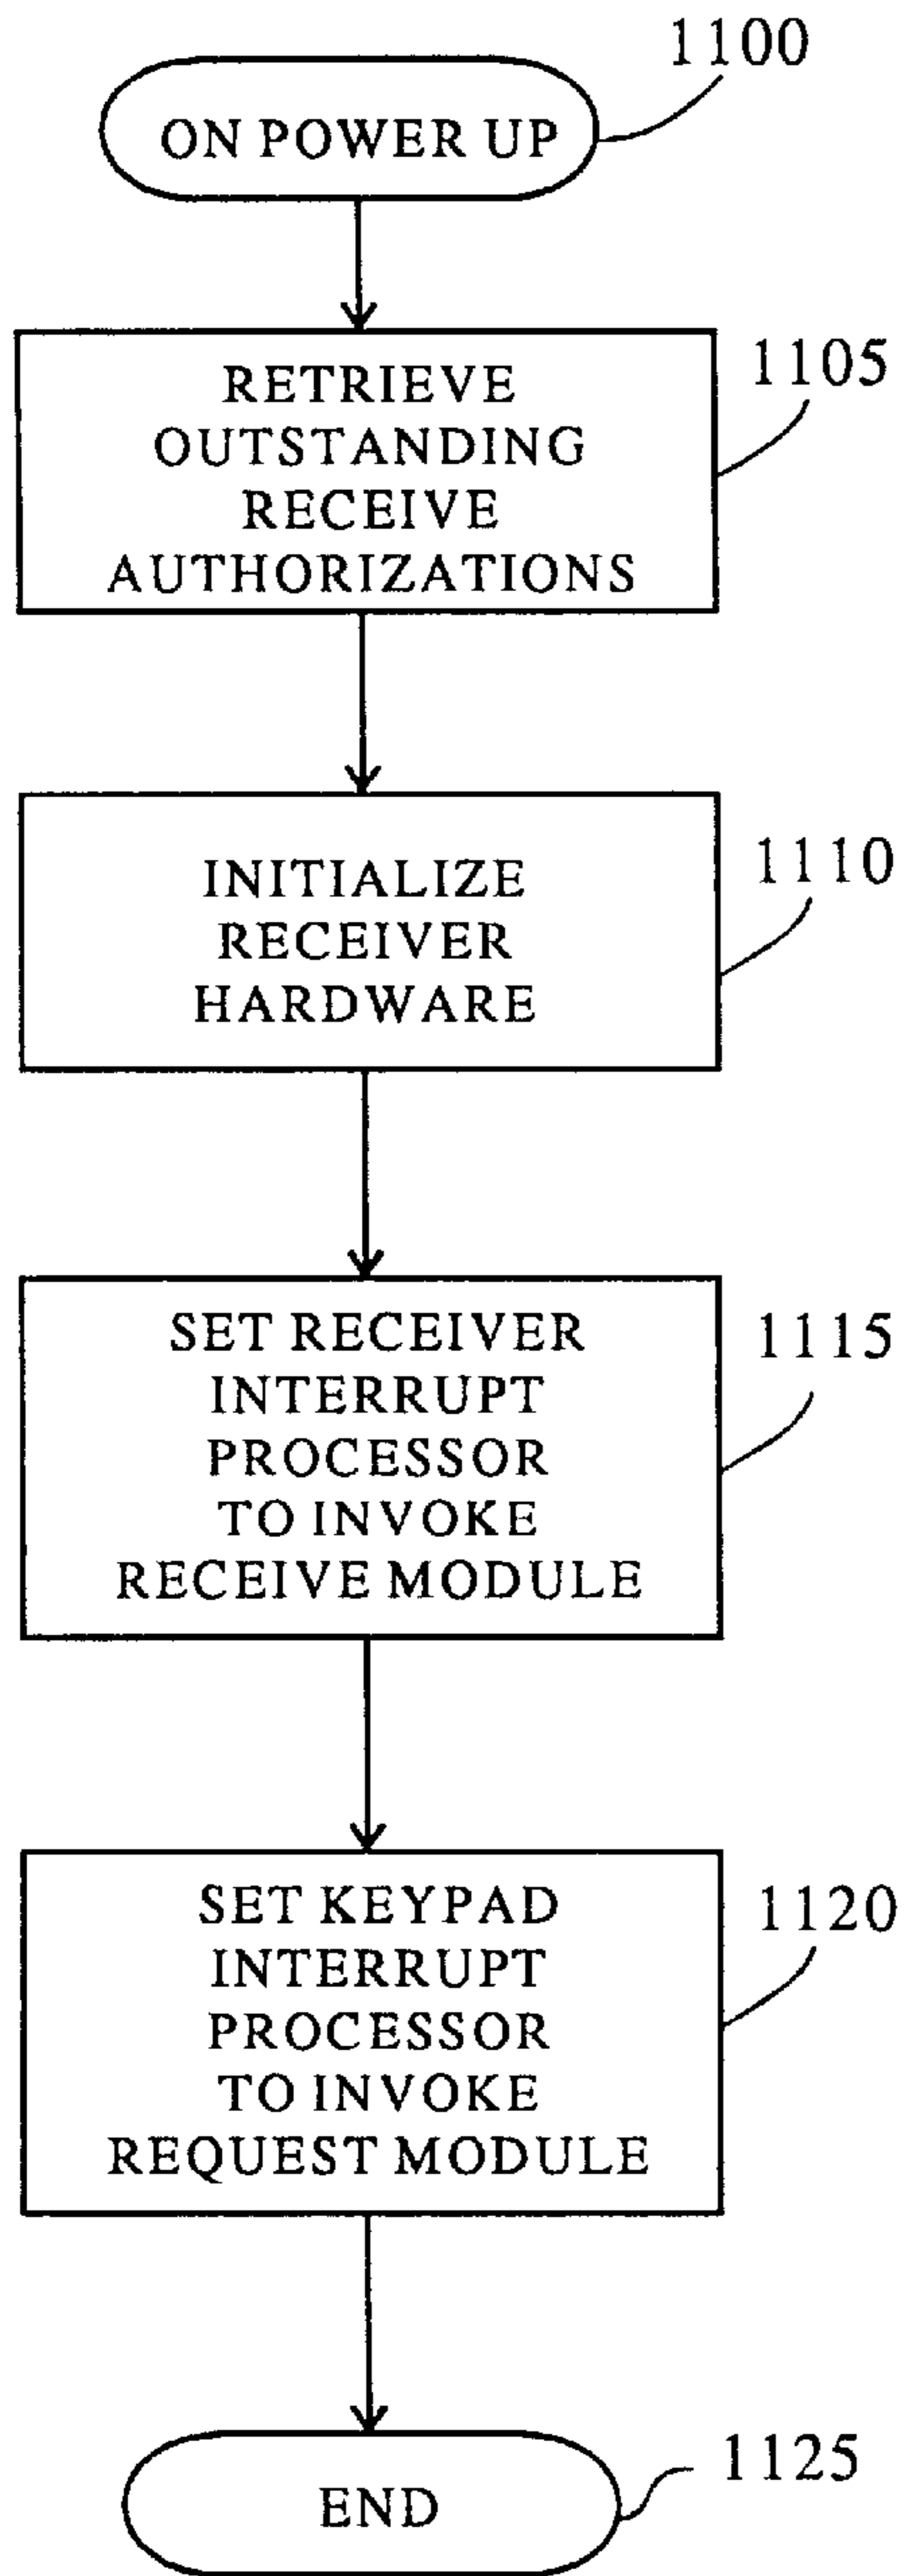 1100
ON POWER UP
1105
RETRIEVE
OUTSTANDING
RECEIVE
AUTHORIZATIONS
1110
INITIALIZE
RECEIVER
HARDWARE
1115
SET RECEIVER
INTERRUPT
PROCESSOR
TO INVOKE
RECEIVE MODULE
1120
SET KEYPAD
INTERRUPT
PROCESSOR
TO INVOKE
REQUEST MODULE
1125
END